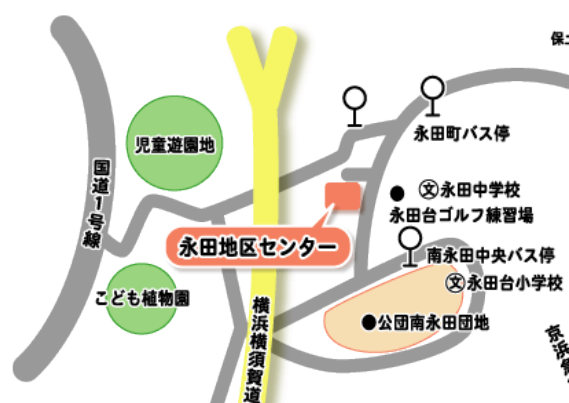 保土
児童遊園地
永田町バス停
国道1号線
文永田中学校
永田台ゴルフ練習場
永田地区センター
南永田中央バス停
文永田台小学校
こども植物園
公団南永田団地
横浜横須賀道
京浜急